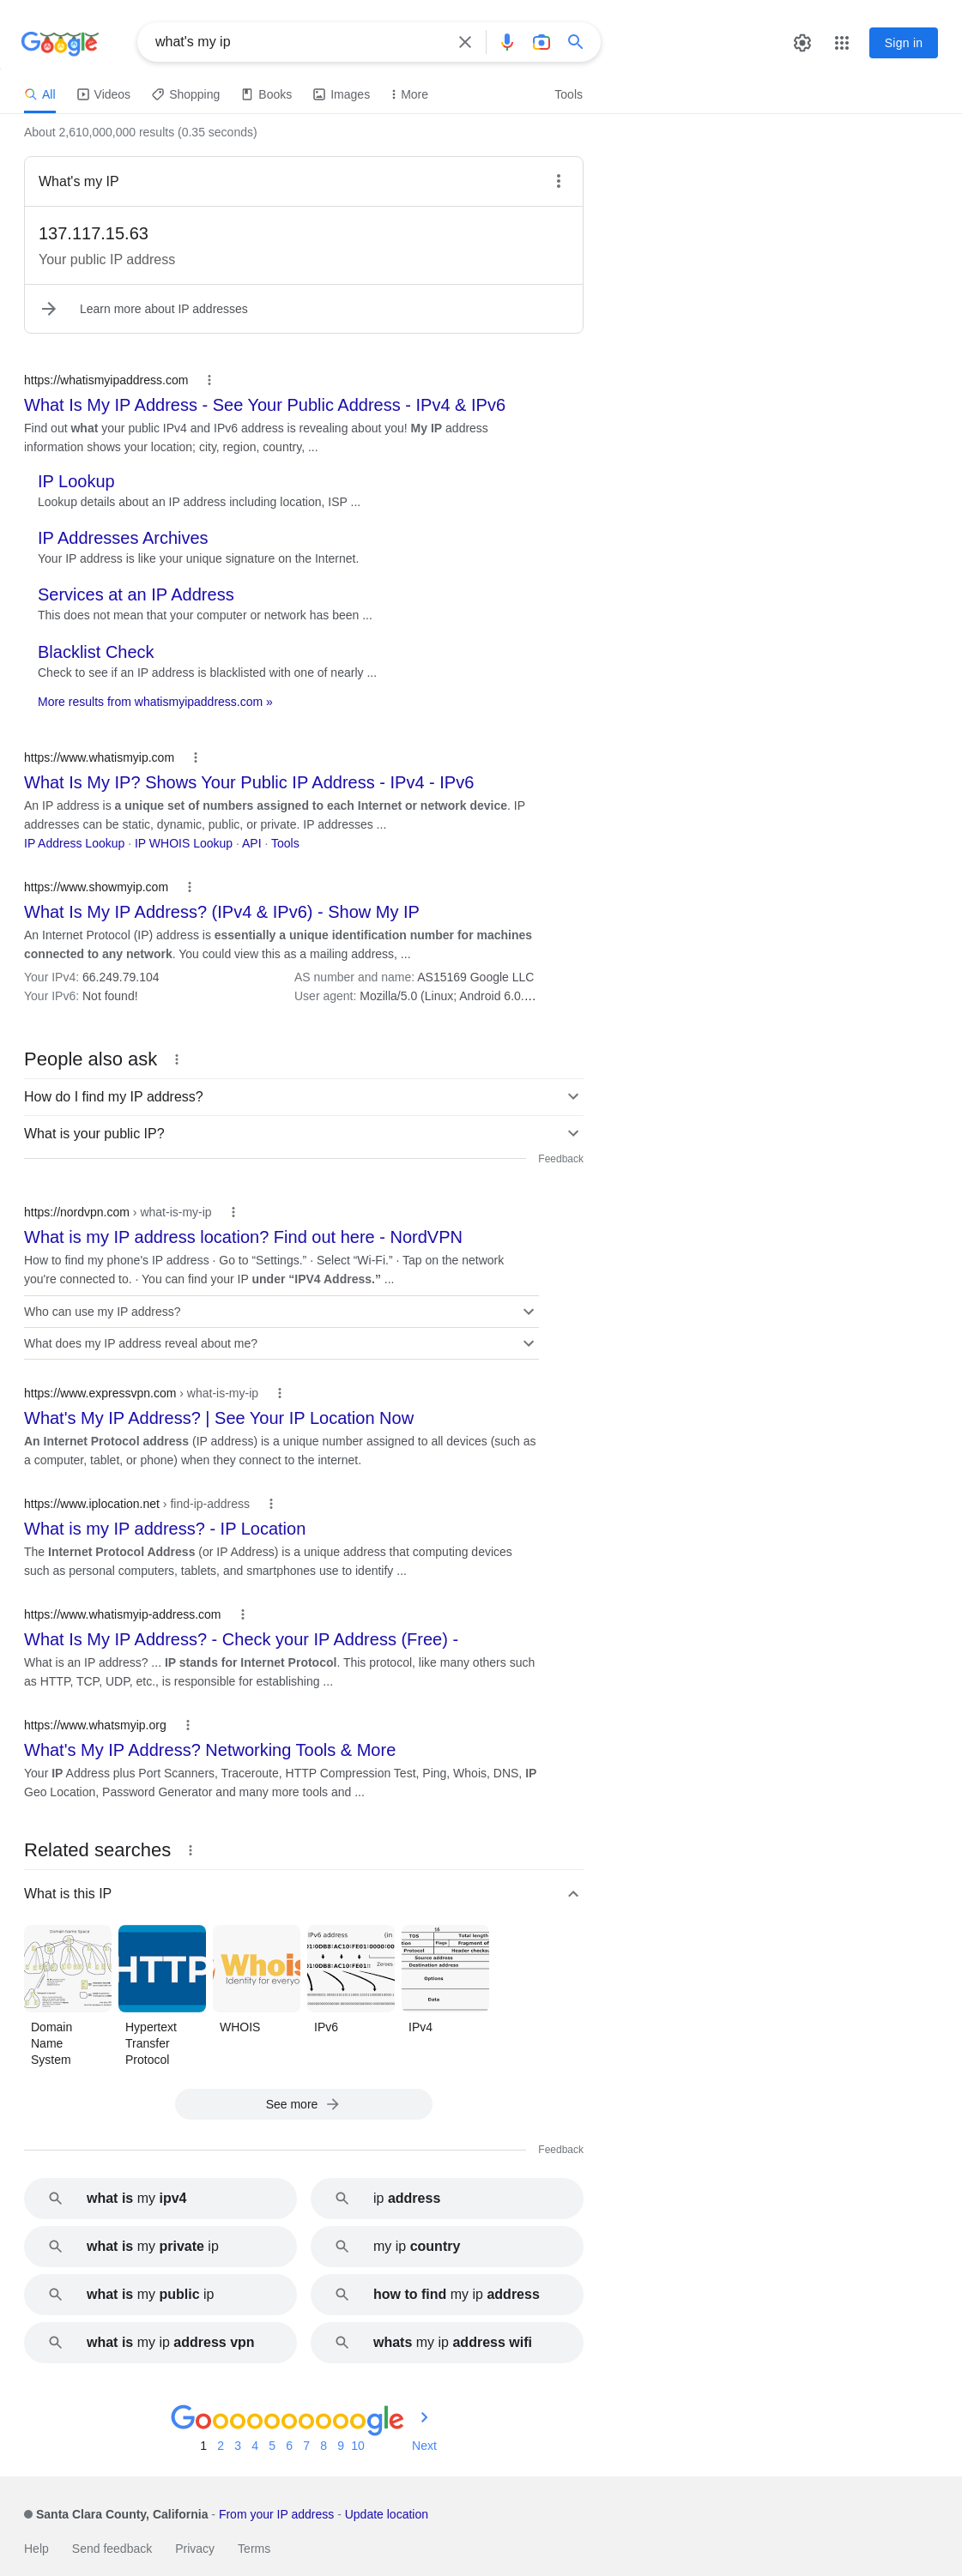 Google
what's my ip
Sign in
All
Videos
Shopping
Books
Images
More
Tools
About 2,610,000,000 results (0.35 seconds)
What's my IP
137.117.15.63
Your public IP address
Learn more about IP addresses
https://whatismyipaddress.com
What Is My IP Address - See Your Public Address - IPv4 & IPv6
Find out what your public IPv4 and IPv6 address is revealing about you! My IP address
information shows your location; city, region, country, ...
IP Lookup
Lookup details about an IP address including location, ISP ...
IP Addresses Archives
Your IP address is like your unique signature on the Internet.
Services at an IP Address
This does not mean that your computer or network has been ...
Blacklist Check
Check to see if an IP address is blacklisted with one of nearly ...
More results from whatismyipaddress.com »
https://www.whatismyip.com
What Is My IP? Shows Your Public IP Address - IPv4 - IPv6
An IP address is a unique set of numbers assigned to each Internet or network device. IP
addresses can be static, dynamic, public, or private. IP addresses ...
IP Address Lookup · IP WHOIS Lookup · API · Tools
https://www.showmyip.com
What Is My IP Address? (IPv4 & IPv6) - Show My IP
An Internet Protocol (IP) address is essentially a unique identification number for machines
connected to any network. You could view this as a mailing address, ...
Your IPv4: 66.249.79.104
AS number and name: AS15169 Google LLC
Your IPv6: Not found!
User agent: Mozilla/5.0 (Linux; Android 6.0.…
People also ask
How do I find my IP address?
What is your public IP?
Feedback
https://nordvpn.com › what-is-my-ip
What is my IP address location? Find out here - NordVPN
How to find my phone's IP address · Go to “Settings.” · Select “Wi-Fi.” · Tap on the network
you're connected to. · You can find your IP under “IPV4 Address.” ...
Who can use my IP address?
What does my IP address reveal about me?
https://www.expressvpn.com › what-is-my-ip
What's My IP Address? | See Your IP Location Now
An Internet Protocol address (IP address) is a unique number assigned to all devices (such as
a computer, tablet, or phone) when they connect to the internet.
https://www.iplocation.net › find-ip-address
What is my IP address? - IP Location
The Internet Protocol Address (or IP Address) is a unique address that computing devices
such as personal computers, tablets, and smartphones use to identify ...
https://www.whatismyip-address.com
What Is My IP Address? - Check your IP Address (Free) -
What is an IP address? ... IP stands for Internet Protocol. This protocol, like many others such
as HTTP, TCP, UDP, etc., is responsible for establishing ...
https://www.whatsmyip.org
What's My IP Address? Networking Tools & More
Your IP Address plus Port Scanners, Traceroute, HTTP Compression Test, Ping, Whois, DNS, IP
Geo Location, Password Generator and many more tools and ...
Related searches
What is this IP
Domain Name Space
HTTP
Whois
Identity for everyo
IPv6 address (in
Zeroes
16
TOS Total length
Flags Fragment of
Protocol Header checks
Source address
Destination address
Options
Data
Domain
Name
System
Hypertext
Transfer
Protocol
WHOIS
IPv6
IPv4
See more
Feedback
what is my ipv4
ip address
what is my private ip
my ip country
what is my public ip
how to find my ip address
what is my ip address vpn
whats my ip address wifi
Goooooooooogle
1 2 3 4 5 6 7 8 9 10 Next
Santa Clara County, California - From your IP address - Update location
Help
Send feedback
Privacy
Terms